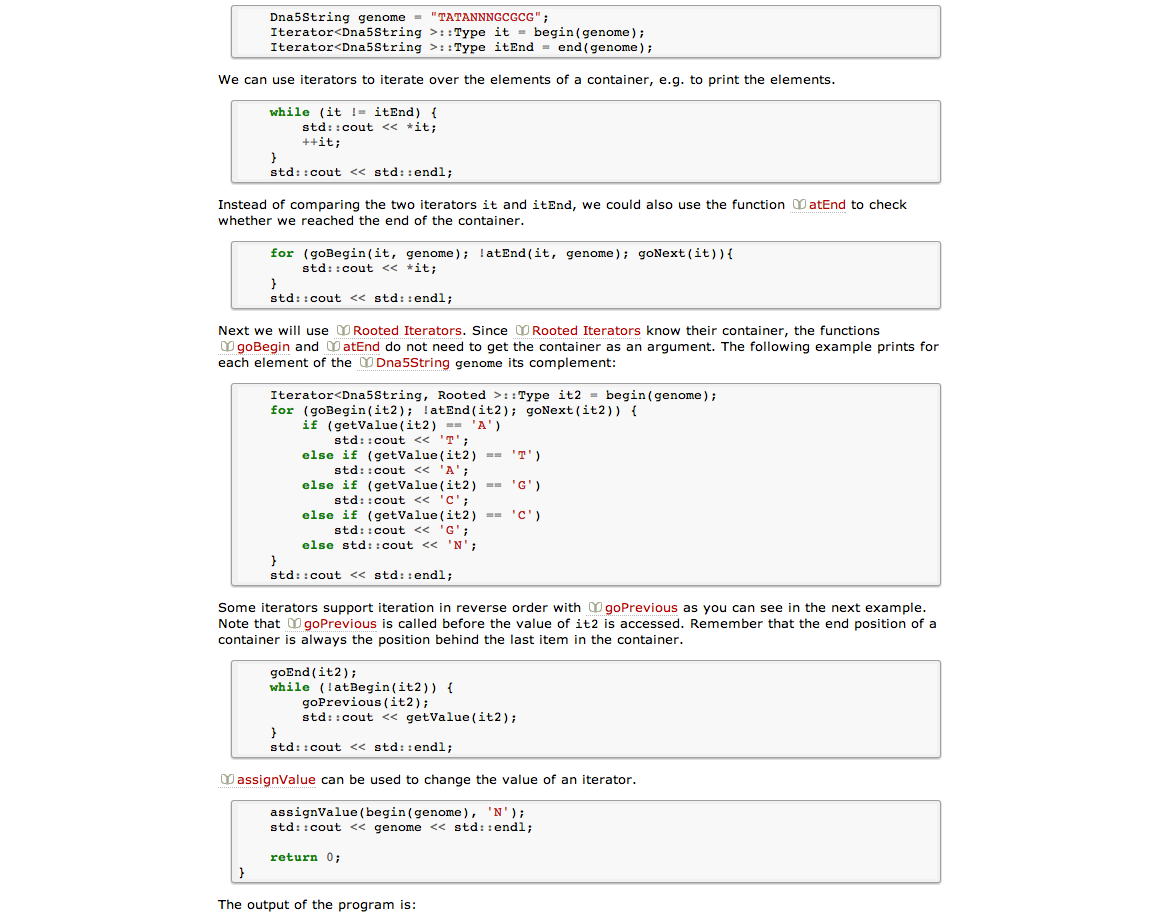 Dna5String genome = "TATANNNGCGCG";
Iterator<Dna5String >::Type it = begin(genome);
Iterator<Dna5String >::Type itEnd = end(genome);
We can use iterators to iterate over the elements of a container, e.g. to print the elements.
while (it != itEnd) {
std::cout << *it;
++it;
}
std::cout << std::endl;
Instead of comparing the two iterators it and itEnd, we could also use the function atEnd to check
whether we reached the end of the container.
for (goBegin(it, genome); !atEnd(it, genome); goNext(it)){
std::cout << *it;
}
std::cout << std::endl;
Next we will use Rooted Iterators. Since Rooted Iterators know their container, the functions
goBegin and atEnd do not need to get the container as an argument. The following example prints for
each element of the Dna5String genome its complement:
Iterator<Dna5String, Rooted >::Type it2 = begin(genome);
for (goBegin(it2); !atEnd(it2); goNext(it2)) {
if (getValue(it2) == 'A')
std::cout << 'T';
else if (getValue(it2) == 'T')
std::cout << 'A';
else if (getValue(it2) == 'G')
std::cout << 'C';
else if (getValue(it2) == 'C')
std::cout << 'G';
else std::cout << 'N';
}
std::cout << std::endl;
Some iterators support iteration in reverse order with goPrevious as you can see in the next example.
Note that goPrevious is called before the value of it2 is accessed. Remember that the end position of a
container is always the position behind the last item in the container.
goEnd(it2);
while (!atBegin(it2)) {
goPrevious(it2);
std::cout << getValue(it2);
}
std::cout << std::endl;
assignValue can be used to change the value of an iterator.
assignValue(begin(genome), 'N');
std::cout << genome << std::endl;
return 0;
}
The output of the program is: